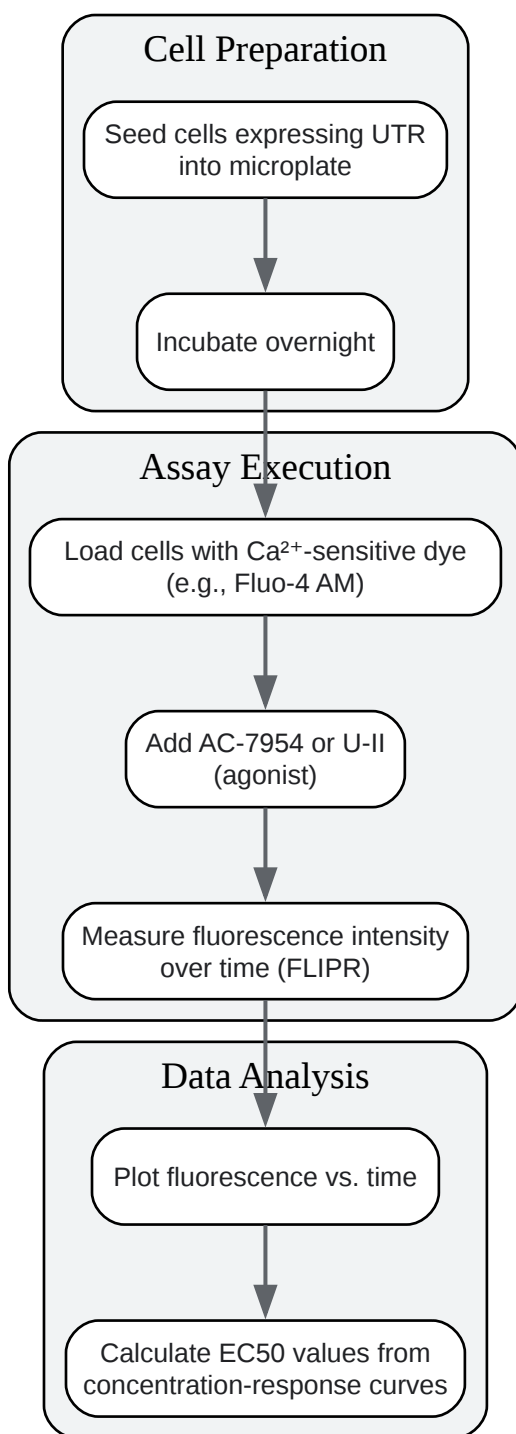 Cell Preparation
Seed cells expressing UTR
into microplate
Incubate overnight
Assay Execution
Load cells with Ca²⁺-sensitive dye
(e.g., Fluo-4 AM)
Add AC-7954 or U-II
(agonist)
Measure fluorescence intensity
over time (FLIPR)
Data Analysis
Plot fluorescence vs. time
Calculate EC50 values from
concentration-response curves